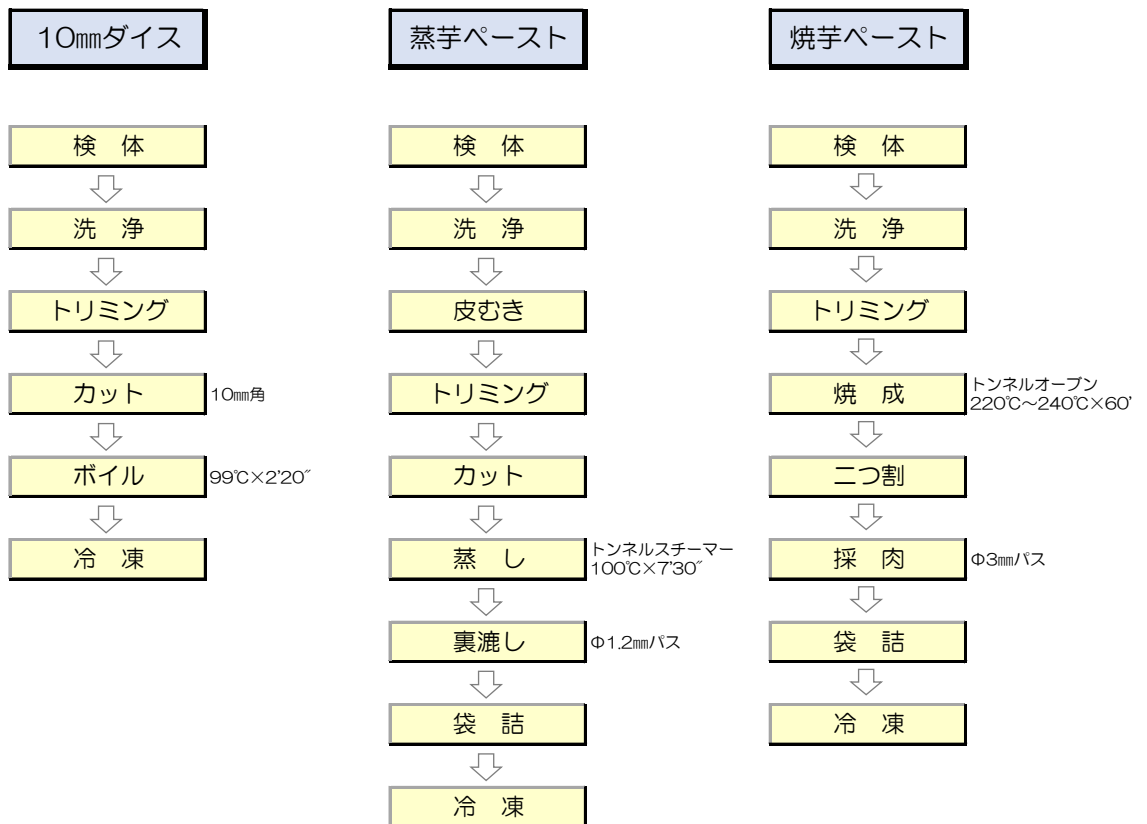 10㎜ダイス
検　体
洗　浄
トリミング
カット
10㎜角
ボイル
99℃×2'20″
冷　凍
蒸芋ペースト
検　体
洗　浄
皮むき
トリミング
カット
蒸　し
トンネルスチーマー
100℃×7'30″
裏漉し
Φ1.2㎜パス
袋　詰
冷　凍
焼芋ペースト
検　体
洗　浄
トリミング
焼　成
トンネルオーブン
220℃～240℃×60'
二つ割
採　肉
Φ3㎜パス
袋　詰
冷　凍